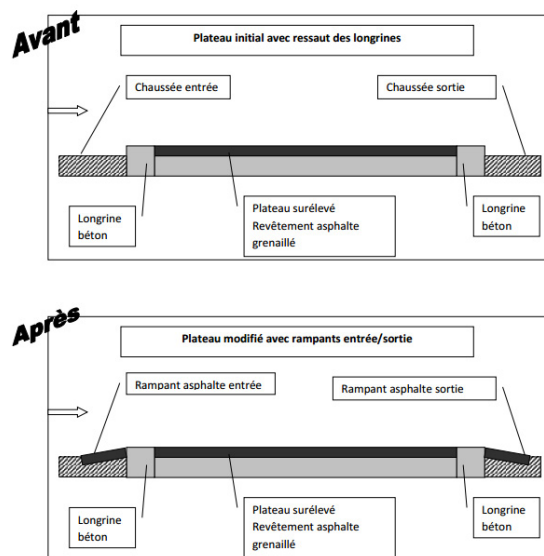 Avant
Plateau initial avec ressaut des longrines
Chaussée entrée
Chaussée sortie
Longrine
béton
Plateau surélevé
Revêtement asphalte
grenaillé
Longrine
béton
Après
Plateau modifié avec rampants entrée/sortie
Rampant asphalte entrée
Rampant asphalte sortie
Longrine
béton
Plateau surélevé
Revêtement asphalte
grenaillé
Longrine
béton